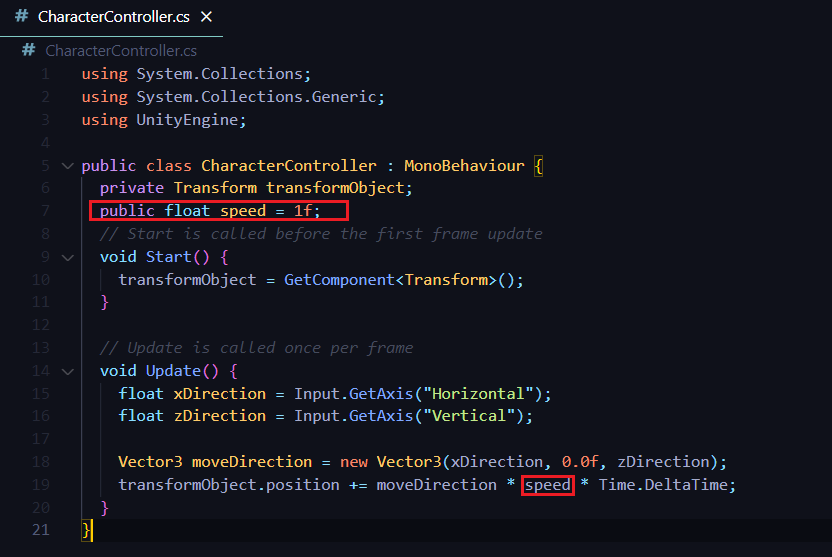 # CharacterController.cs ×
# CharacterController.cs
1 using System.Collections;
2 using System.Collections.Generic;
3 using UnityEngine;
4
5 public class CharacterController : MonoBehaviour {
6 private Transform transformObject;
7 public float speed = 1f;
8 // Start is called before the first frame update
9 void Start() {
10 transformObject = GetComponent<Transform>();
11 }
12
13 // Update is called once per frame
14 void Update() {
15 float xDirection = Input.GetAxis("Horizontal");
16 float zDirection = Input.GetAxis("Vertical");
17
18 Vector3 moveDirection = new Vector3(xDirection, 0.0f, zDirection);
19 transformObject.position += moveDirection * speed * Time.DeltaTime;
20 }
21 }